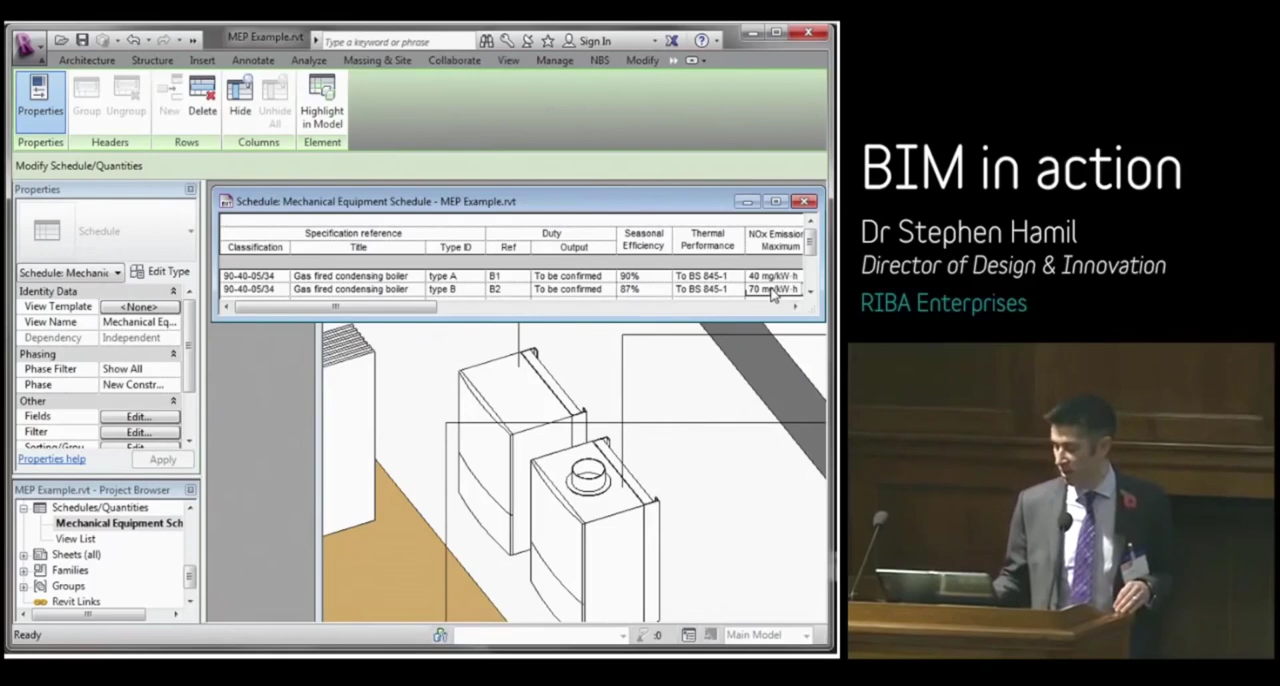 MEP Example.rvt
Type a keyword or phrase
Sign In
Architecture Structure Insert Annotate Analyze Massing & Site Collaborate View Manage NBS Modify
Properties Group Ungroup New Delete Hide Unhide All Highlight in Model
Properties Headers Rows Columns Element
Modify Schedule/Quantities
Properties
Schedule
Schedule: Mechanic Edit Type
Identity Data
View Template <None>
View Name Mechanical Eq...
Dependency Independent
Phasing
Phase Filter Show All
Phase New Constr...
Other
Fields Edit...
Filter Edit...
Properties help Apply
MEP Example.rvt - Project Browser
Schedules/Quantities
Mechanical Equipment Sch
View List
Sheets (all)
Families
Groups
Revit Links
Ready
:0
Main Model
Schedule: Mechanical Equipment Schedule - MEP Example.rvt
Specification reference Duty Seasonal Efficiency Thermal Performance NOx Emission Maximum
Classification Title Type ID Ref Output
90-40-05/34 Gas fired condensing boiler type A B1 To be confirmed 90% To BS 845-1 40 mg/kW·h
90-40-05/34 Gas fired condensing boiler type B B2 To be confirmed 87% To BS 845-1 70 mg/kW·h
BIM in action
Dr Stephen Hamil
Director of Design & Innovation
RIBA Enterprises